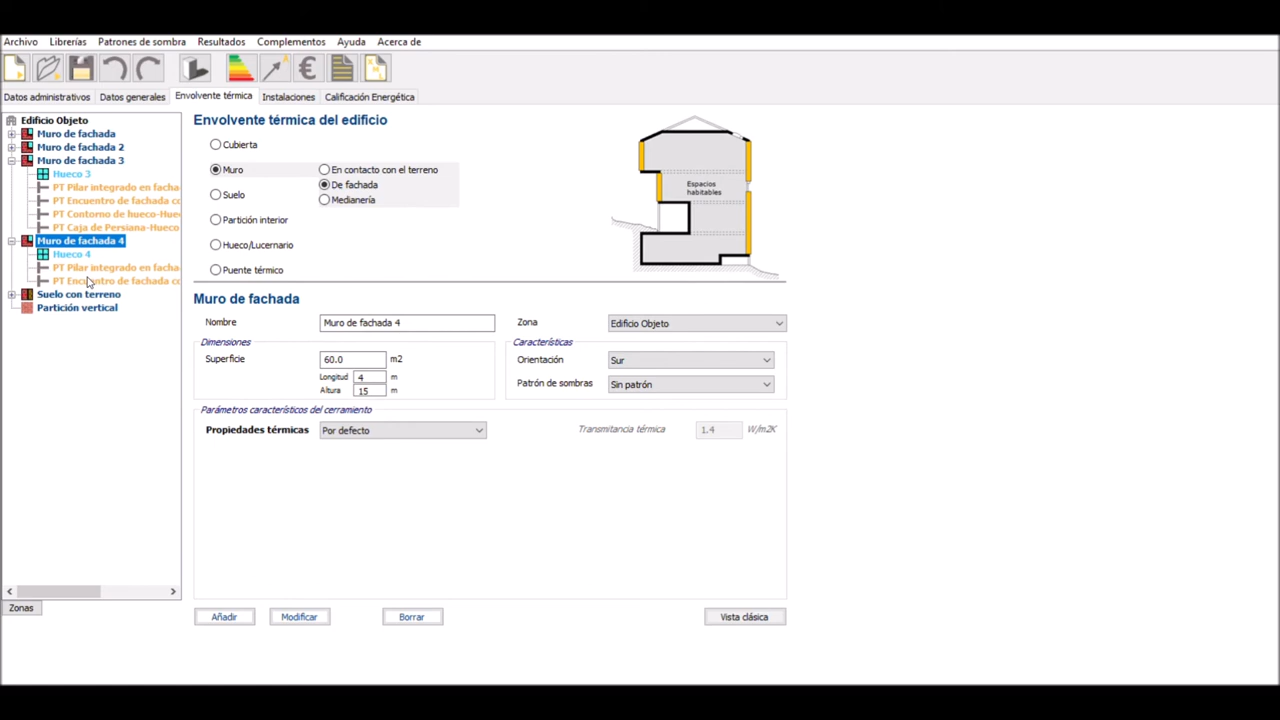 Archivo Librerías Patrones de sombra Resultados Complementos Ayuda Acerca de
Datos administrativos Datos generales Envolvente térmica Instalaciones Calificación Energética
Edificio Objeto
Muro de fachada
Muro de fachada 2
Muro de fachada 3
Hueco 3
PT Pilar integrado en facha
PT Encuentro de fachada co
PT Contorno de hueco-Hue
PT Caja de Persiana-Hueco
Muro de fachada 4
Hueco 4
PT Pilar integrado en facha
PT Encuentro de fachada co
Suelo con terreno
Partición vertical
Zonas
Envolvente térmica del edificio
Cubierta
Muro
En contacto con el terreno
De fachada
Medianería
Suelo
Partición interior
Hueco/Lucernario
Puente térmico
Espacios
habitables
Muro de fachada
Nombre Muro de fachada 4 Zona Edificio Objeto
Dimensiones
Superficie 60.0 m2
Longitud 4 m
Altura 15 m
Características
Orientación Sur
Patrón de sombras Sin patrón
Parámetros característicos del cerramiento
Propiedades térmicas Por defecto Transmitancia térmica 1.4 W/m2K
Añadir Modificar Borrar Vista clásica